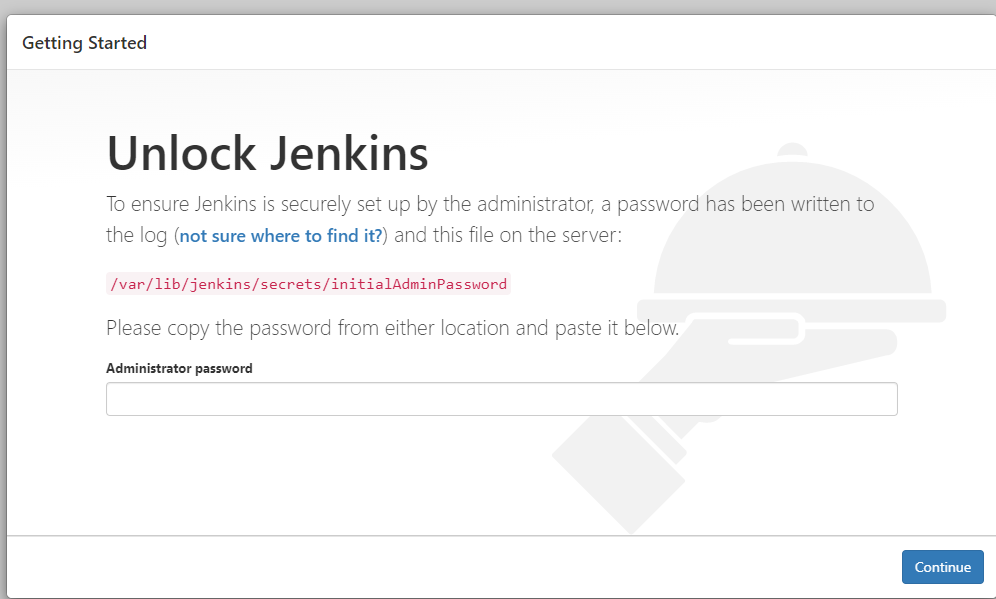 Getting Started
Unlock Jenkins
To ensure Jenkins is securely set up by the administrator, a password has been written to
the log (not sure where to find it?) and this file on the server:
/var/lib/jenkins/secrets/initialAdminPassword
Please copy the password from either location and paste it below.
Administrator password
Continue